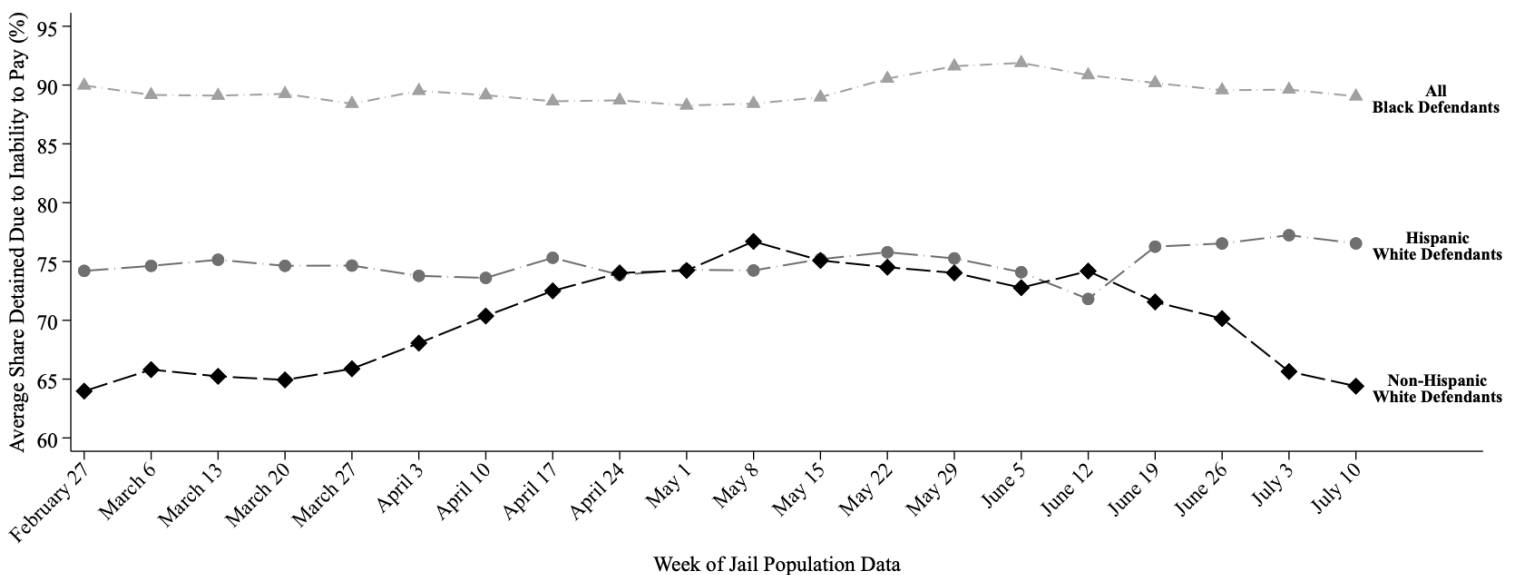 Average Share Detained Due to Inability to Pay (%)
95
90
85
80
75
70
65
60
All
Black Defendants
Hispanic
White Defendants
Non-Hispanic
White Defendants
February 27
March 6
March 13
March 20
March 27
April 3
April 10
April 17
April 24
May 1
May 8
May 15
May 22
May 29
June 5
June 12
June 19
June 26
July 3
July 10
Week of Jail Population Data